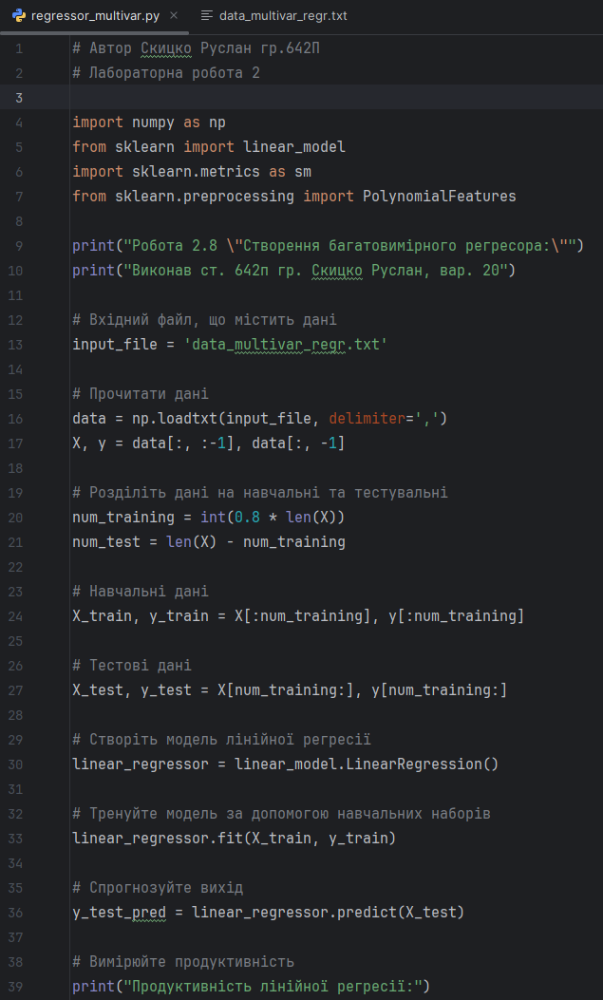 regressor_multivar.py × data_multivar_regr.txt
1 # Автор Скицко Руслан гр.642П
2 # Лабораторна робота 2
3
4 import numpy as np
5 from sklearn import linear_model
6 import sklearn.metrics as sm
7 from sklearn.preprocessing import PolynomialFeatures
8
9 print("Робота 2.8 \"Створення багатовимірного регресора:\"")
10 print("Виконав ст. 642п гр. Скицко Руслан, вар. 20")
11
12 # Вхідний файл, що містить дані
13 input_file = 'data_multivar_regr.txt'
14
15 # Прочитати дані
16 data = np.loadtxt(input_file, delimiter=',')
17 X, y = data[:, :-1], data[:, -1]
18
19 # Розділіть дані на навчальні та тестувальні
20 num_training = int(0.8 * len(X))
21 num_test = len(X) - num_training
22
23 # Навчальні дані
24 X_train, y_train = X[:num_training], y[:num_training]
25
26 # Тестові дані
27 X_test, y_test = X[num_training:], y[num_training:]
28
29 # Створіть модель лінійної регресії
30 linear_regressor = linear_model.LinearRegression()
31
32 # Тренуйте модель за допомогою навчальних наборів
33 linear_regressor.fit(X_train, y_train)
34
35 # Спрогнозуйте вихід
36 y_test_pred = linear_regressor.predict(X_test)
37
38 # Вимірюйте продуктивність
39 print("Продуктивність лінійної регресії:")